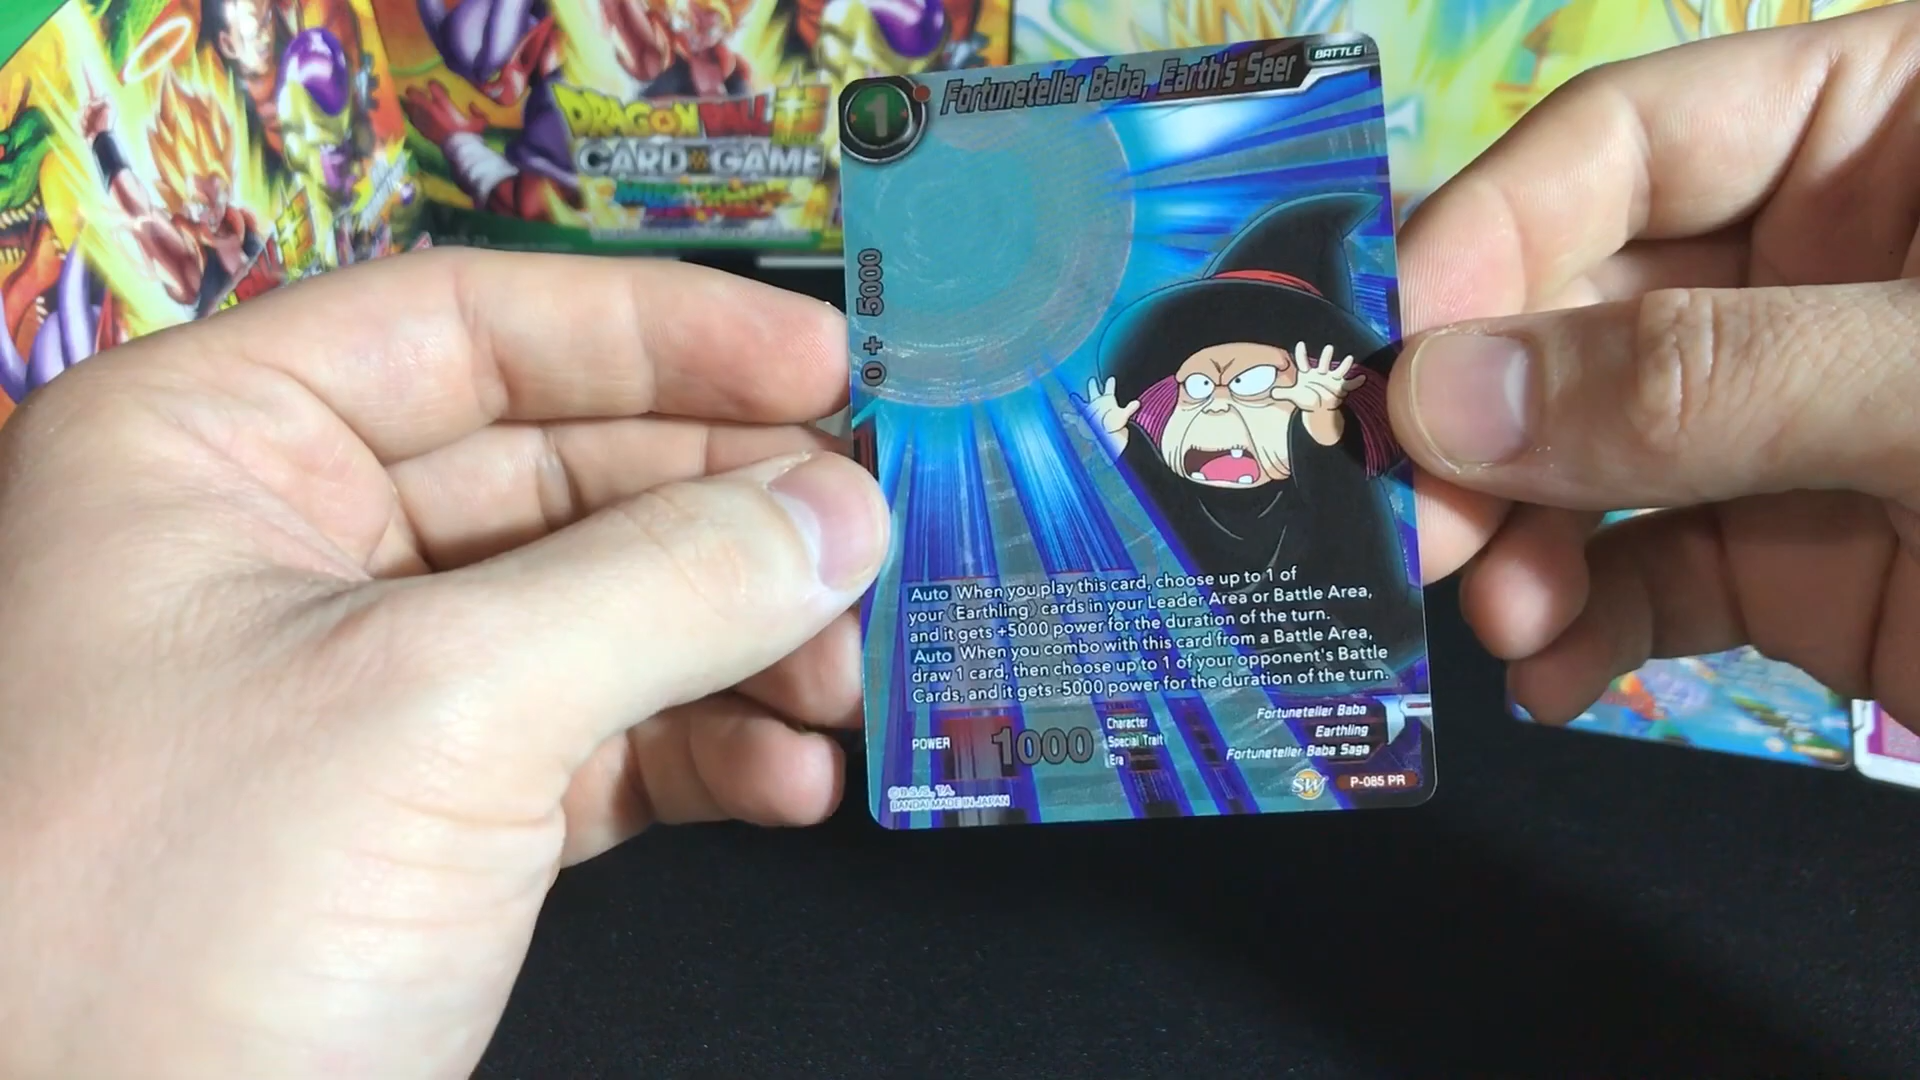 DRAGON BALL
CARD GAME
BATTLE
1
Fortuneteller Baba, Earth's Seer
0 + 5000
Auto When you play this card, choose up to 1 of
your 《Earthling》 cards in your Leader Area or Battle Area,
and it gets +5000 power for the duration of the turn.
Auto When you combo with this card from a Battle Area,
draw 1 card, then choose up to 1 of your opponent's Battle
Cards, and it gets -5000 power for the duration of the turn.
POWER 1000
Character Fortuneteller Baba
Special Trait Earthling
Era Fortuneteller Baba Saga
©B.S./S., T.A.
BANDAI MADE IN JAPAN
SW P-085 PR